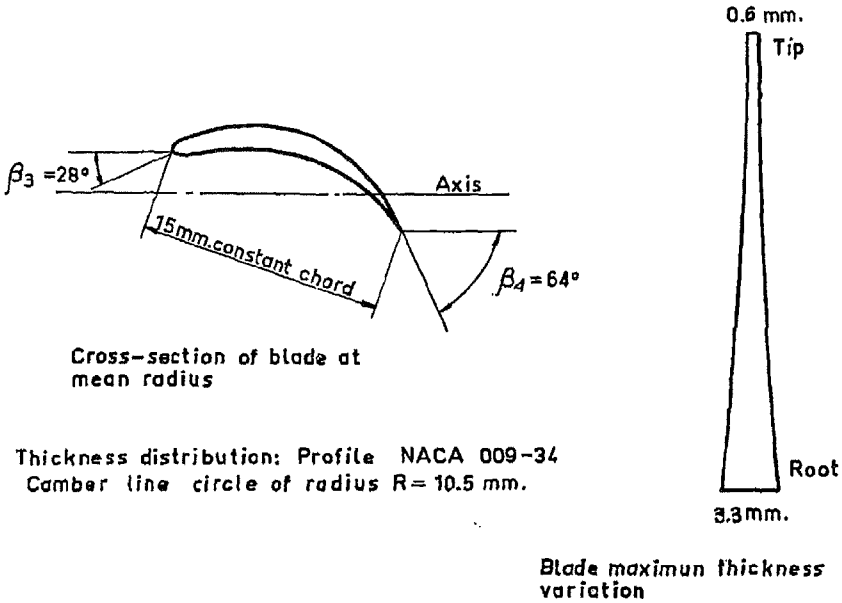 0.6 mm.
Tip
β3 =28°
Axis
15mm.constant chord
β4=64°
Cross-section of blade at
mean radius
Thickness distribution: Profile NACA 009-34
Camber line circle of radius R= 10.5 mm.
Root
3.3mm.
Blade maximun thickness
variation